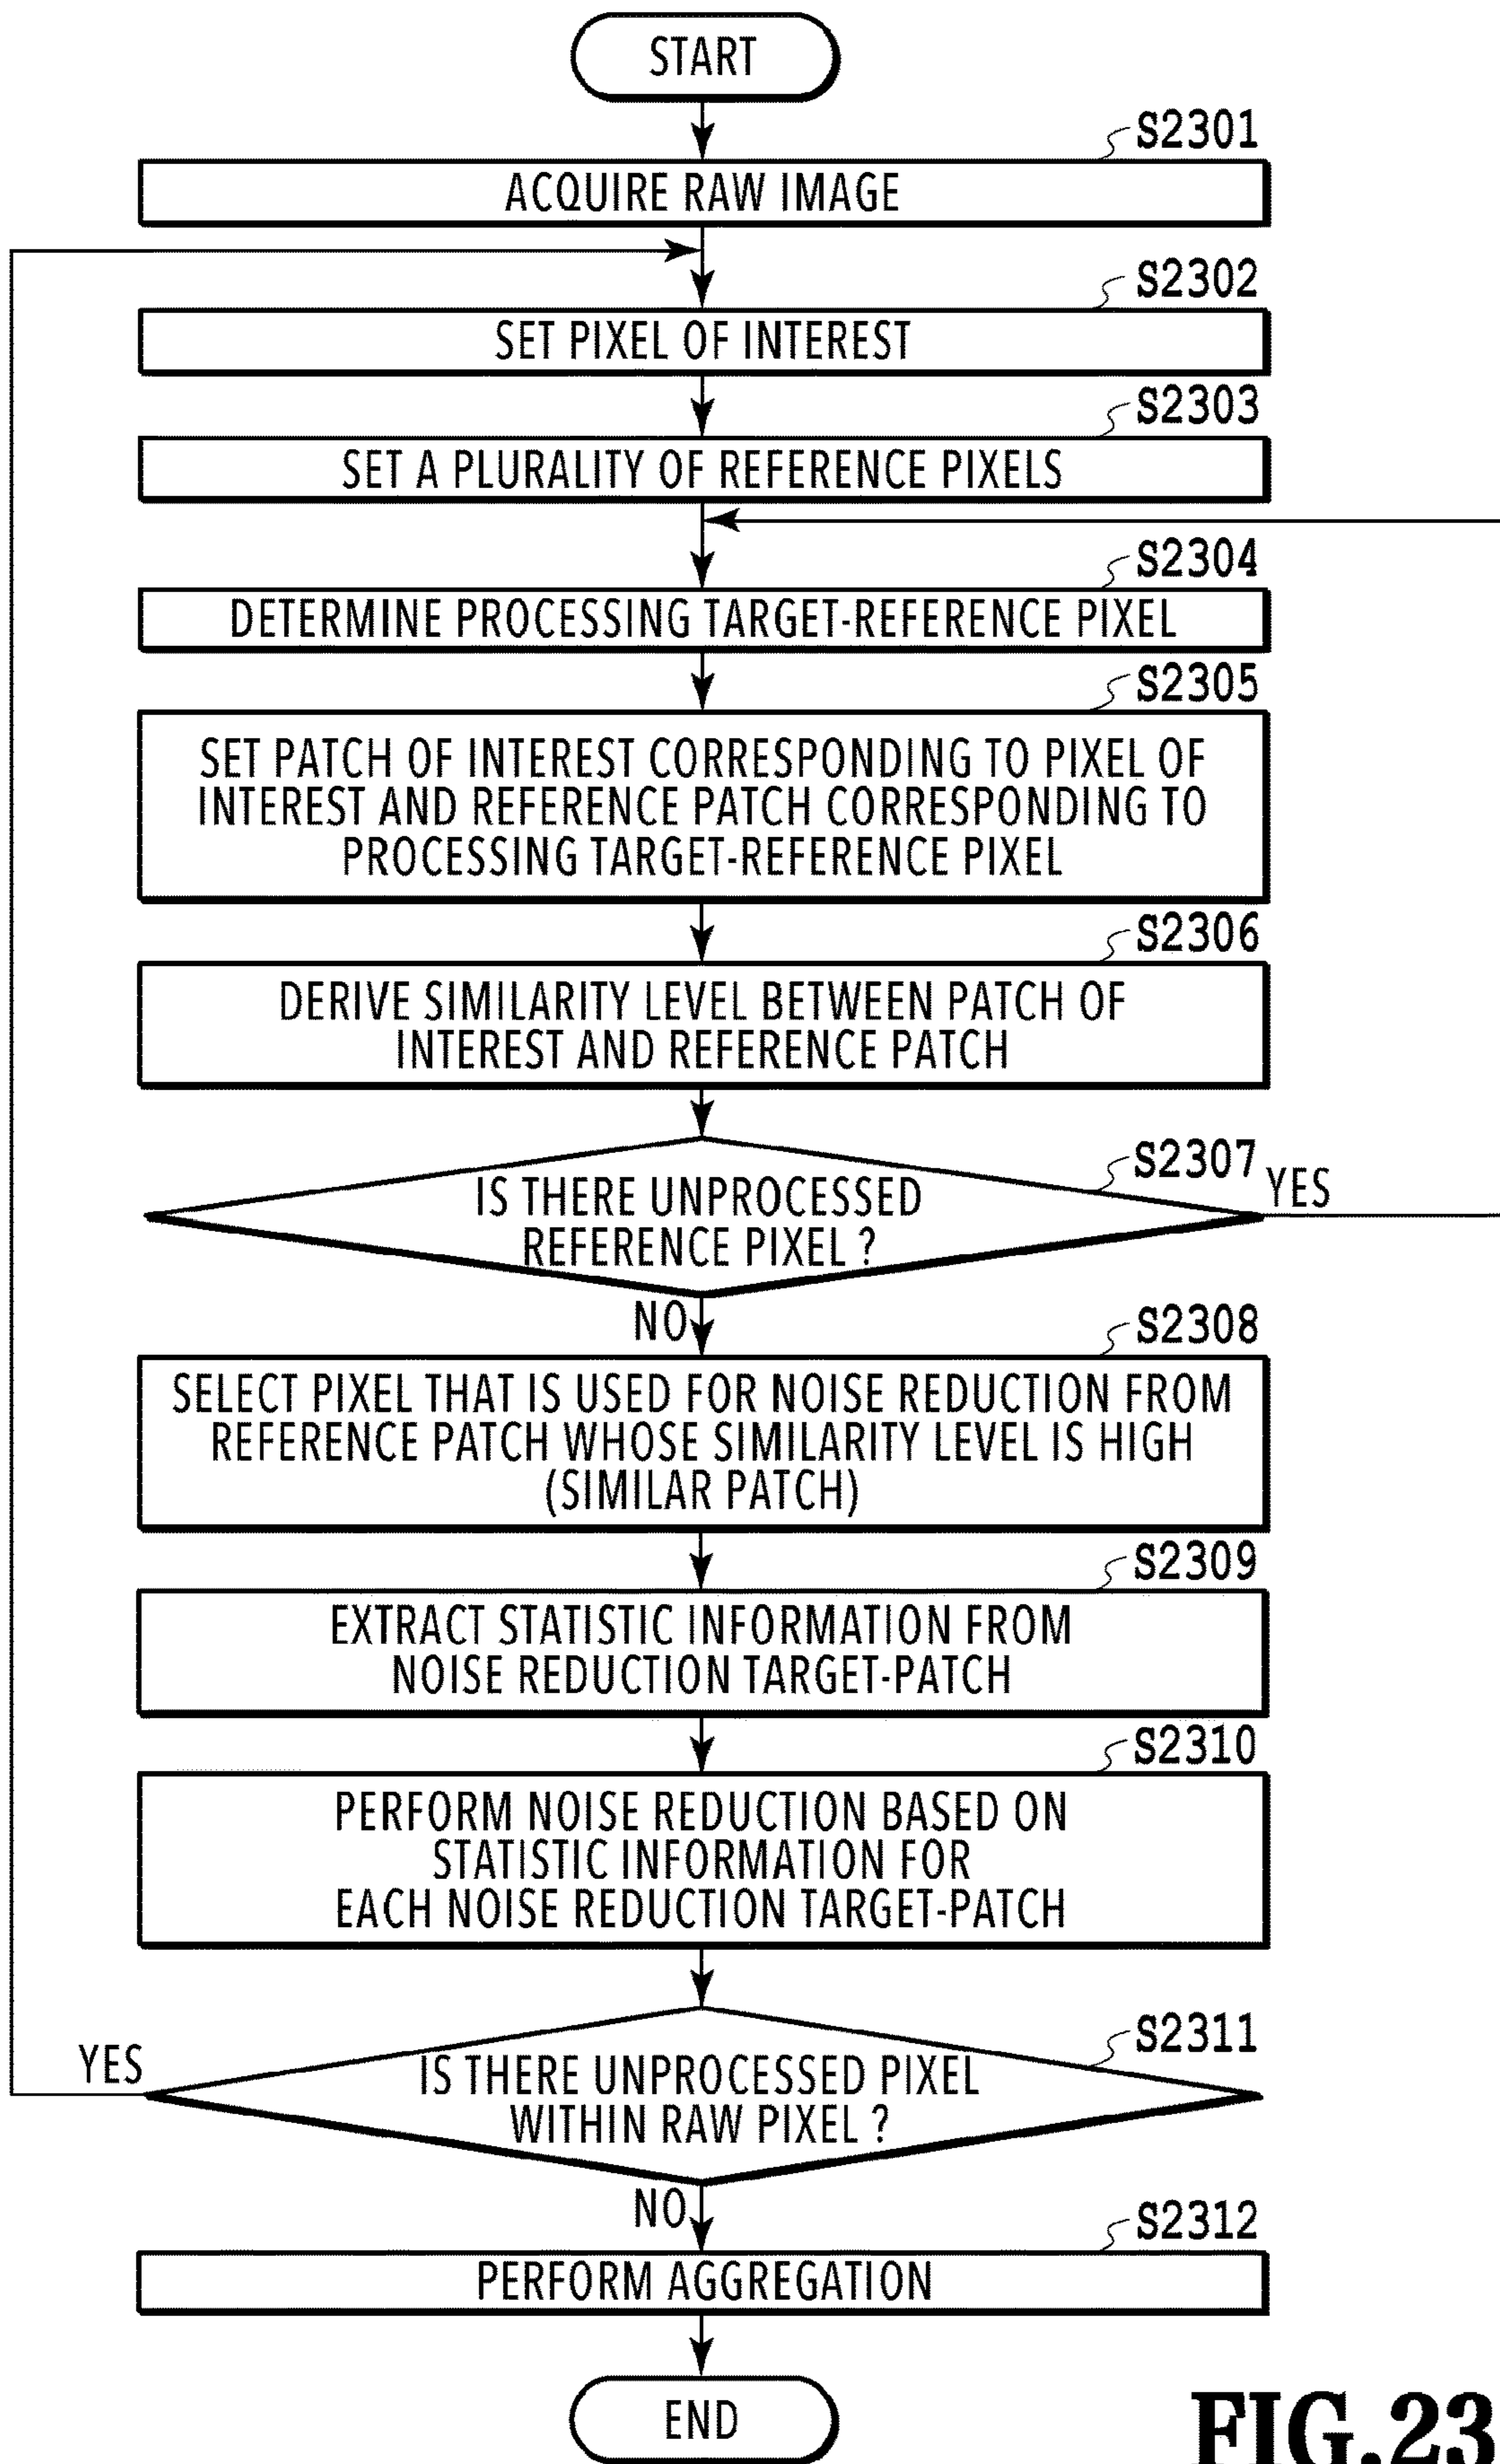 START
S2301
ACQUIRE RAW IMAGE
S2302
SET PIXEL OF INTEREST
S2303
SET A PLURALITY OF REFERENCE PIXELS
S2304
DETERMINE PROCESSING TARGET-REFERENCE PIXEL
S2305
SET PATCH OF INTEREST CORRESPONDING TO PIXEL OF
INTEREST AND REFERENCE PATCH CORRESPONDING TO
PROCESSING TARGET-REFERENCE PIXEL
S2306
DERIVE SIMILARITY LEVEL BETWEEN PATCH OF
INTEREST AND REFERENCE PATCH
S2307
YES
IS THERE UNPROCESSED
REFERENCE PIXEL ?
NO
S2308
SELECT PIXEL THAT IS USED FOR NOISE REDUCTION FROM
REFERENCE PATCH WHOSE SIMILARITY LEVEL IS HIGH
(SIMILAR PATCH)
S2309
EXTRACT STATISTIC INFORMATION FROM
NOISE REDUCTION TARGET-PATCH
S2310
PERFORM NOISE REDUCTION BASED ON
STATISTIC INFORMATION FOR
EACH NOISE REDUCTION TARGET-PATCH
S2311
YES
IS THERE UNPROCESSED PIXEL
WITHIN RAW PIXEL ?
NO
S2312
PERFORM AGGREGATION
END
FIG.23